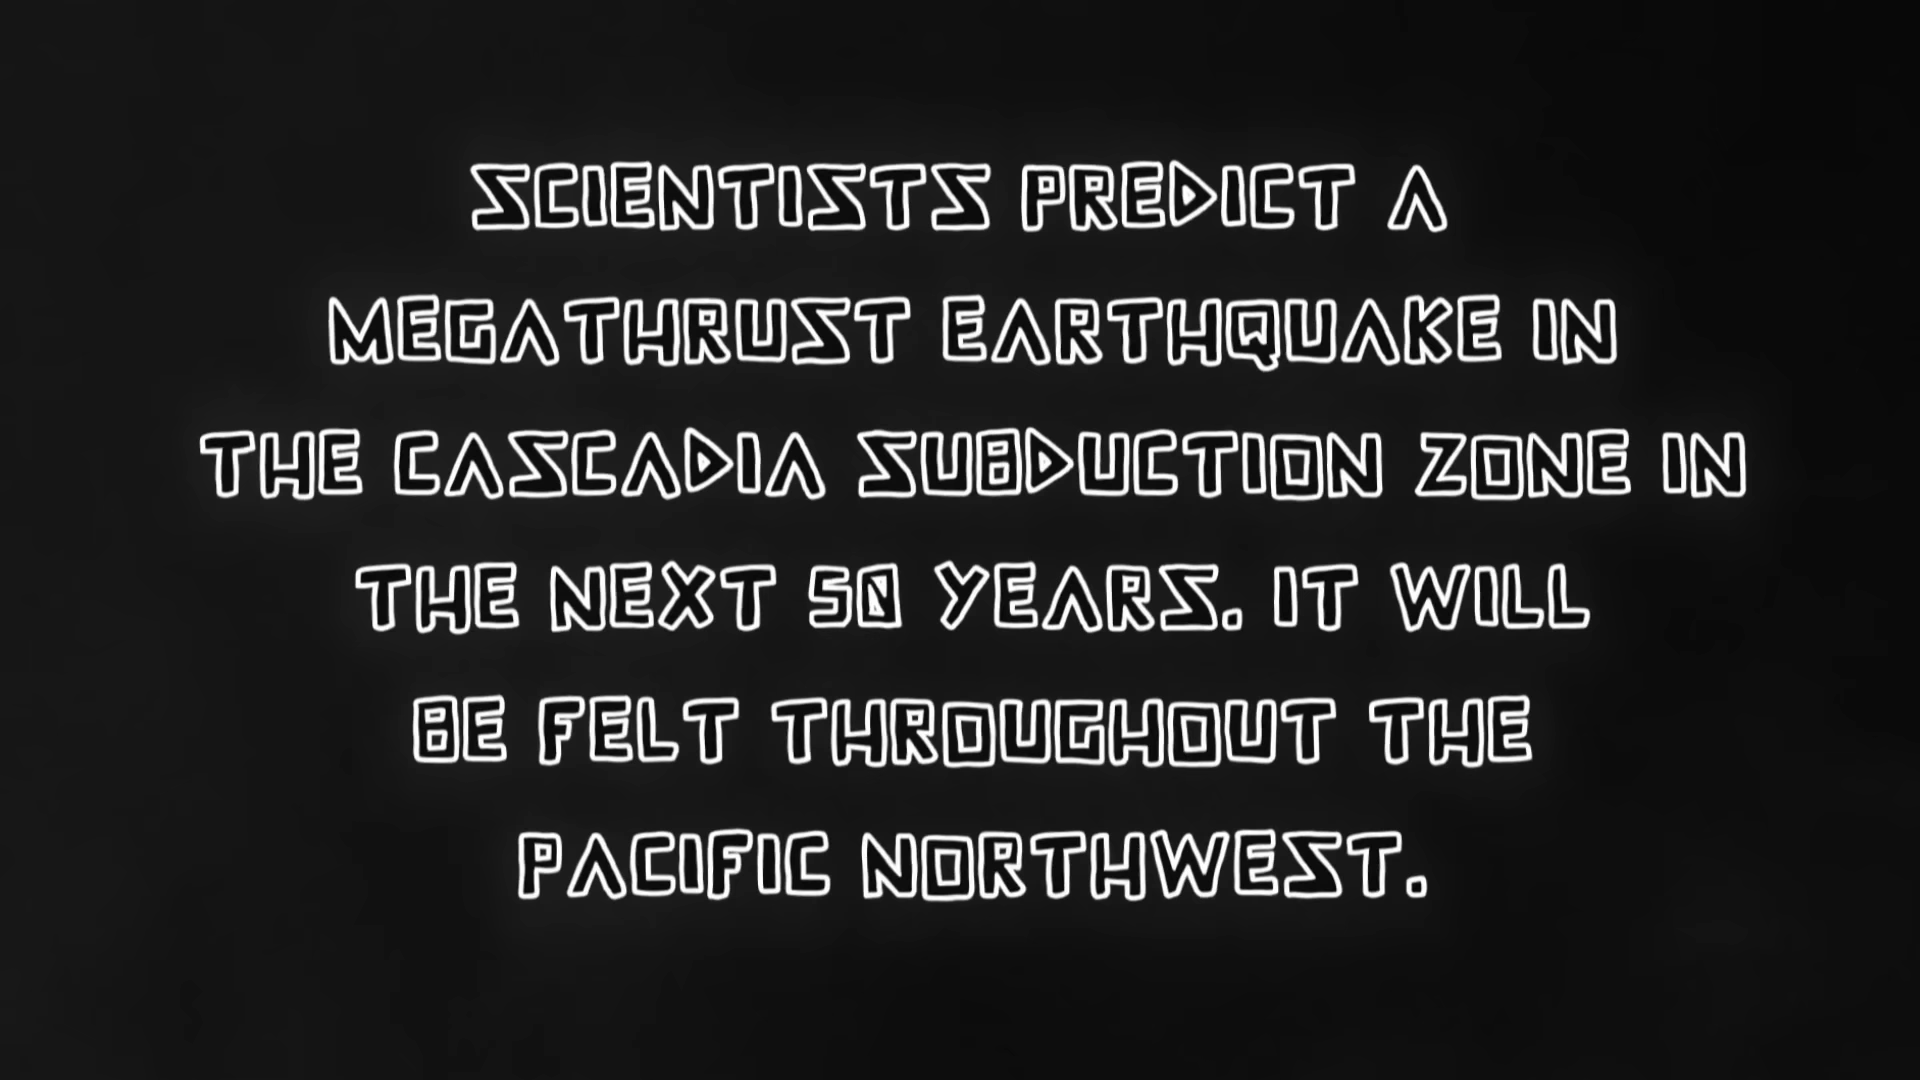 SCIENTISTS PREDICT A
MEGATHRUST EARTHQUAKE IN
THE CASCADIA SUBDUCTION ZONE IN
THE NEXT 50 YEARS. IT WILL
BE FELT THROUGHOUT THE
PACIFIC NORTHWEST.